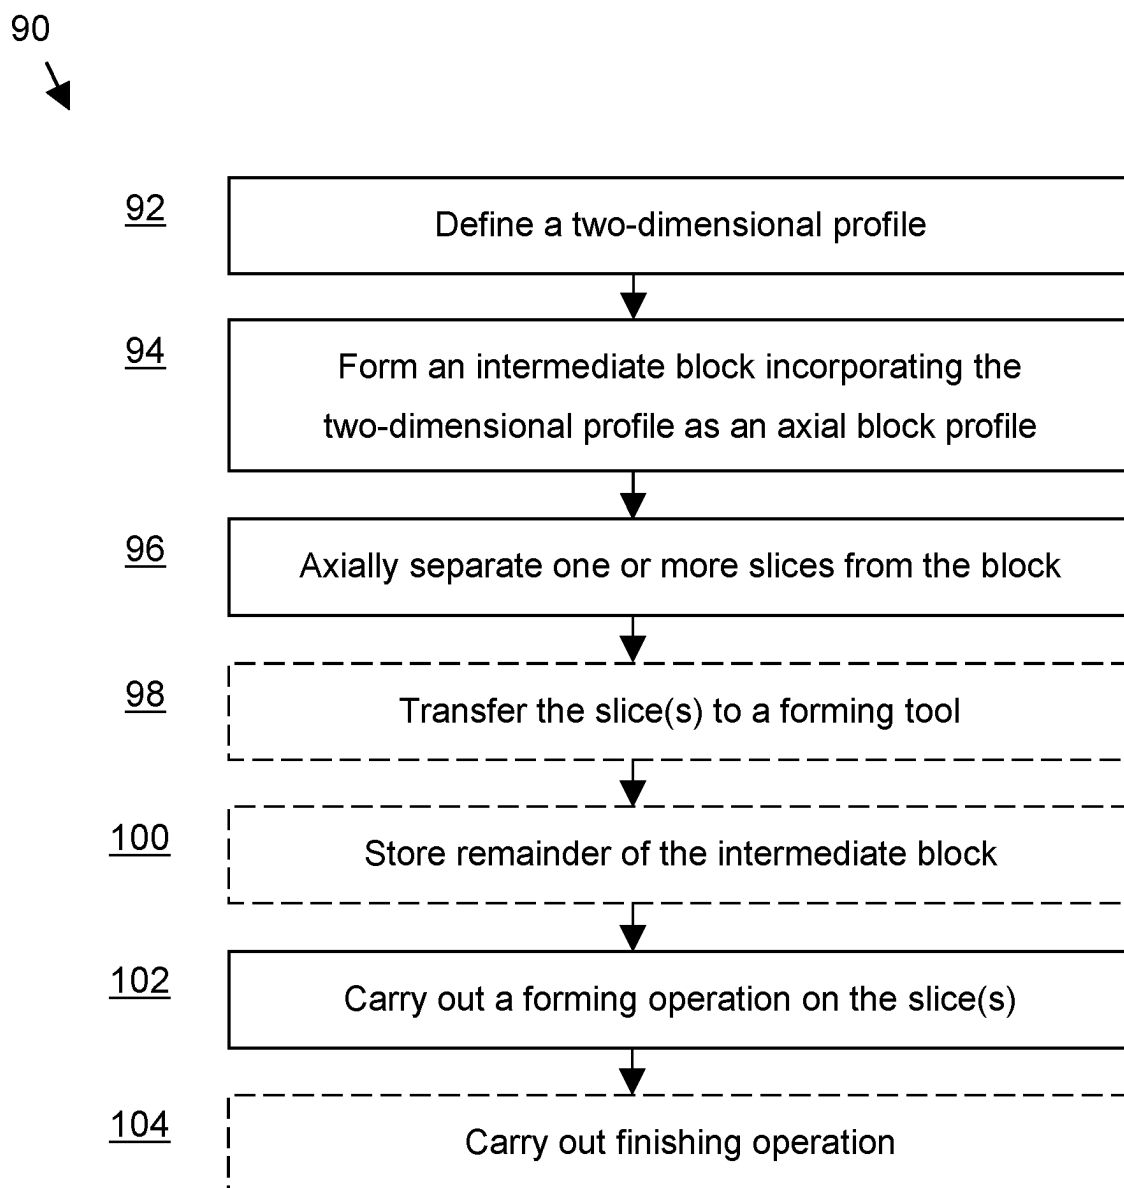 90
92
Define a two-dimensional profile
94
Form an intermediate block incorporating the
two-dimensional profile as an axial block profile
96
Axially separate one or more slices from the block
98
Transfer the slice(s) to a forming tool
100
Store remainder of the intermediate block
102
Carry out a forming operation on the slice(s)
104
Carry out finishing operation